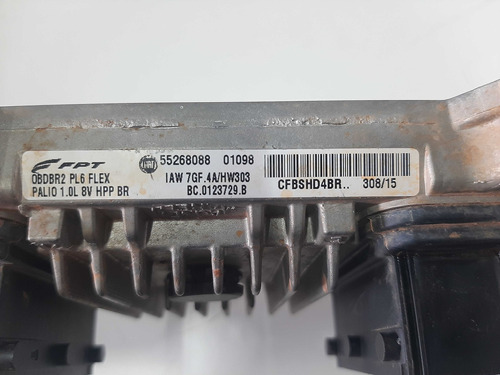 FPT FIAT 55268088 01098
OBDBR2 PL6 FLEX IAW 7GF.4A/HW303
PALIO 1.0L 8V HPP BR BC.0123729.B CFBSHD4BR.. 308/15